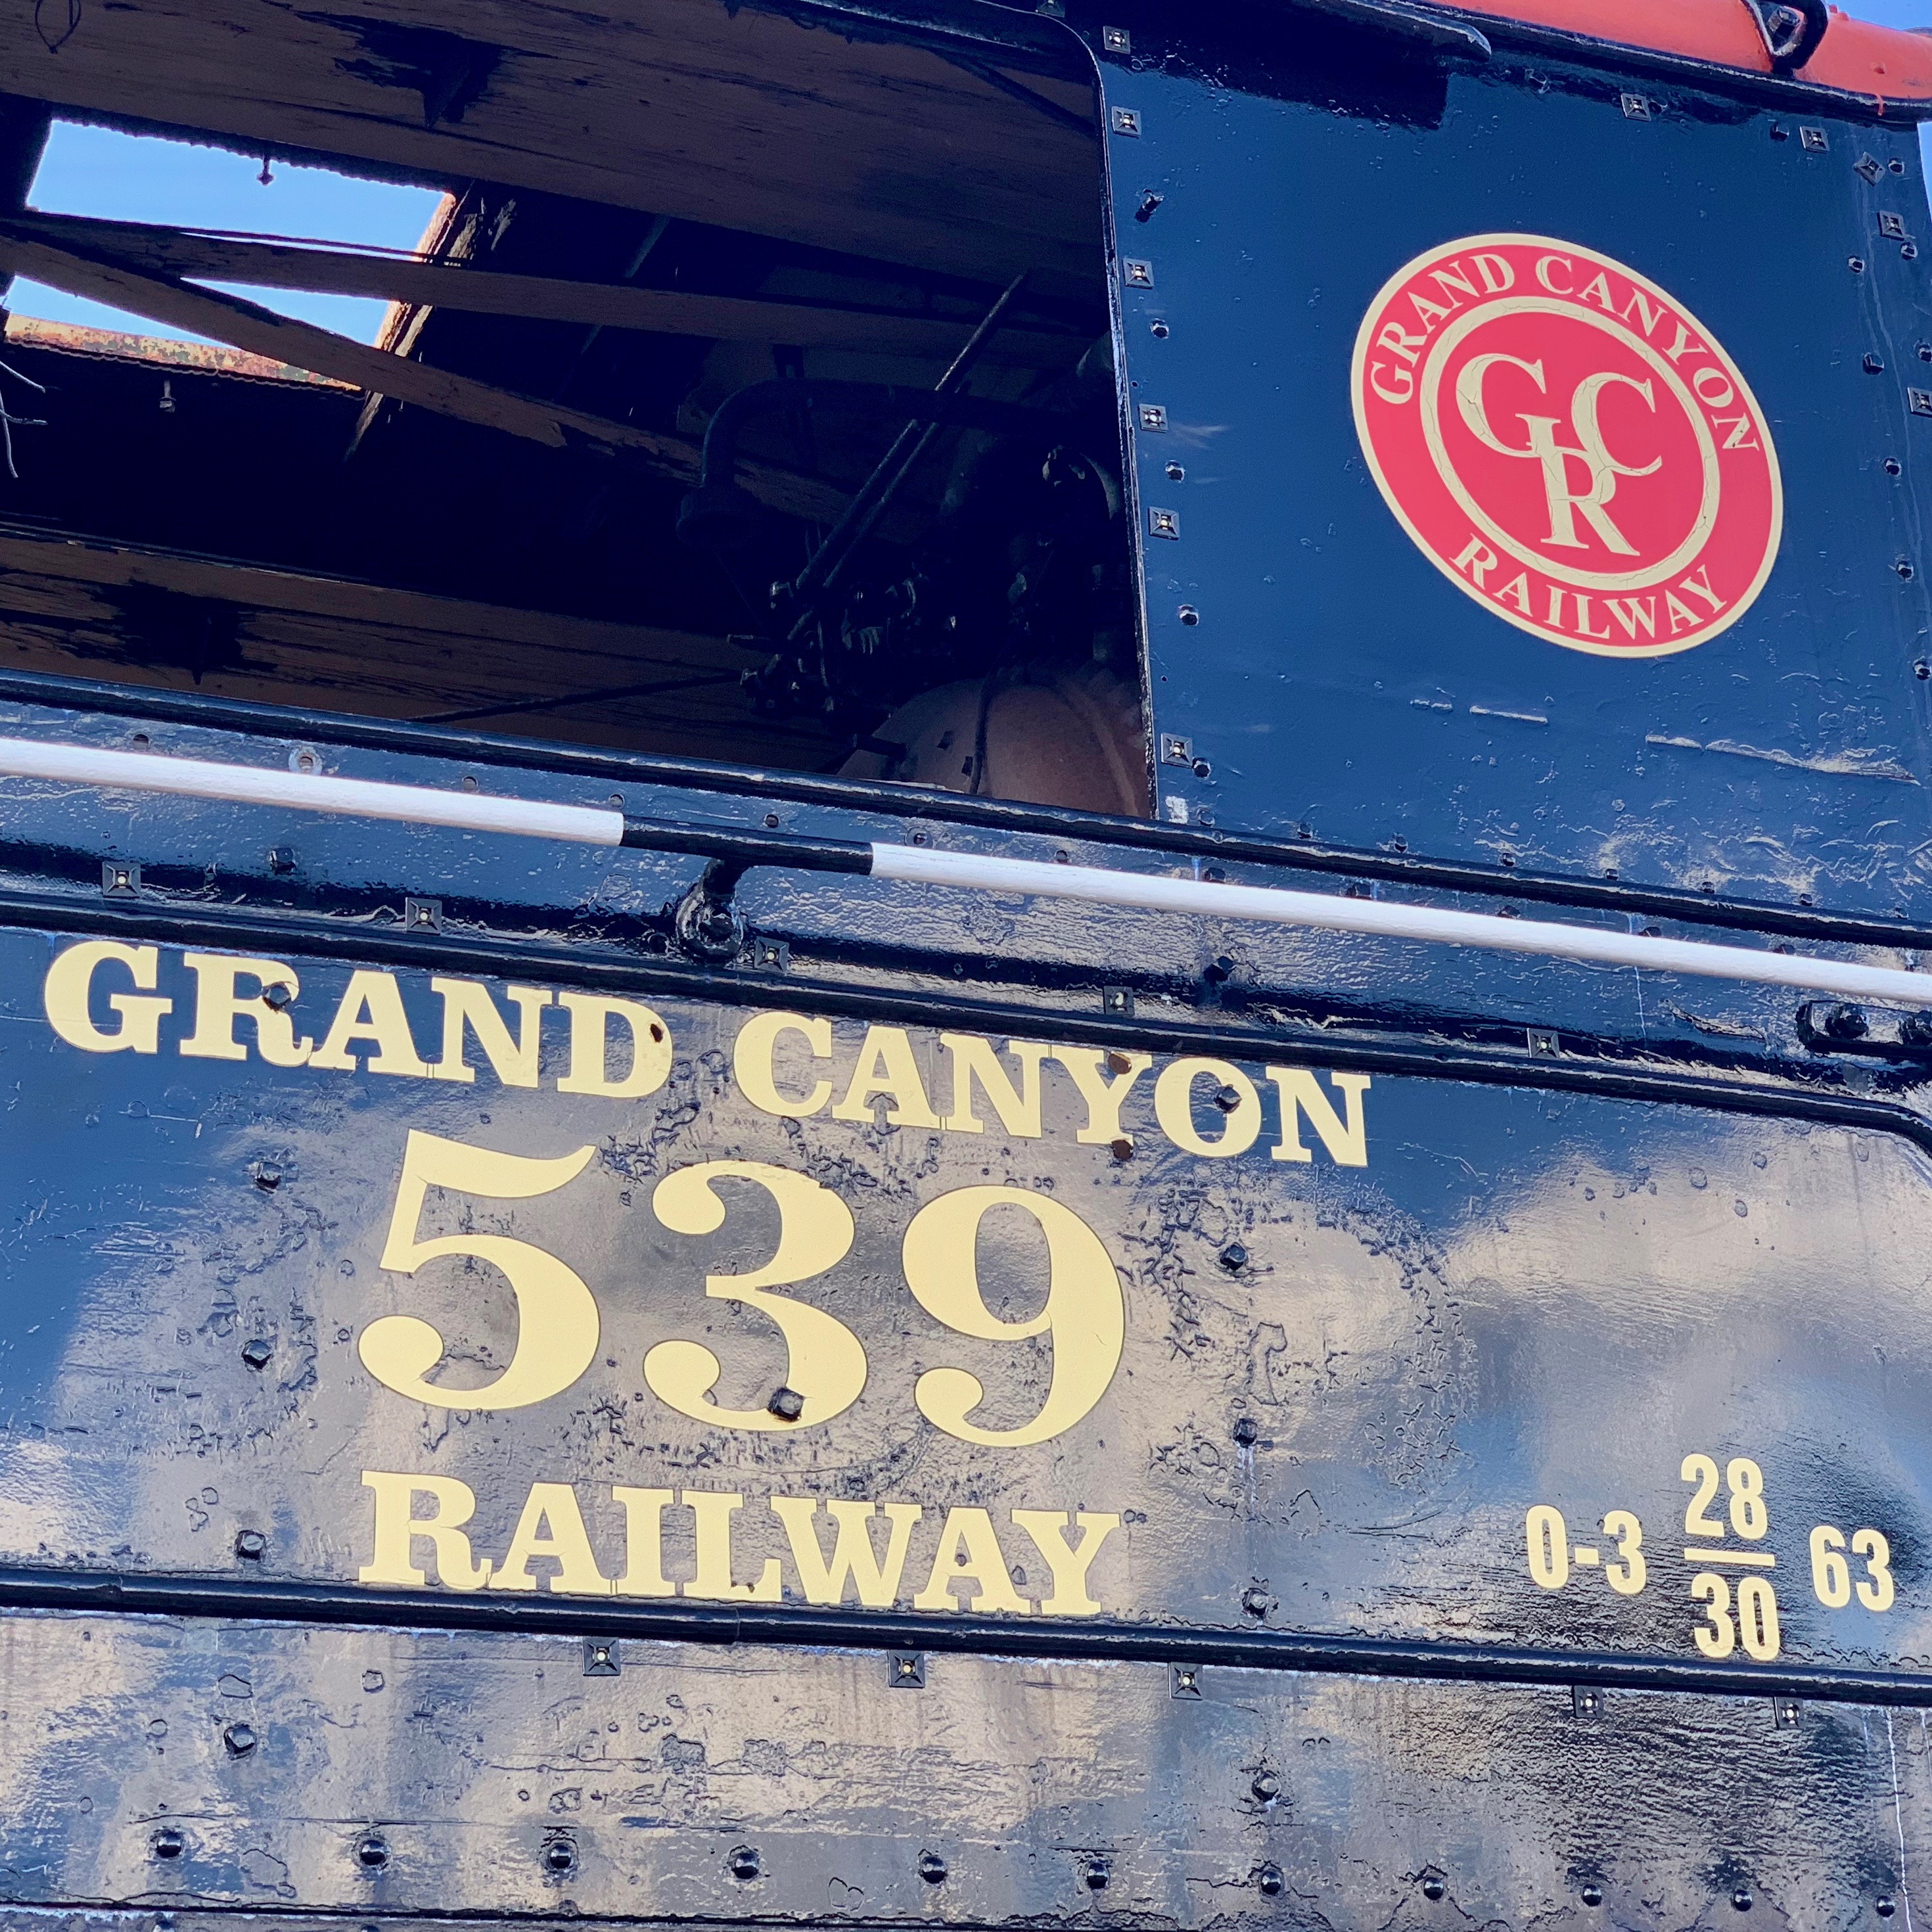 GRAND CANYON
GCR
RAILWAY
GRAND CANYON
539
RAILWAY
0-3 28/30 63